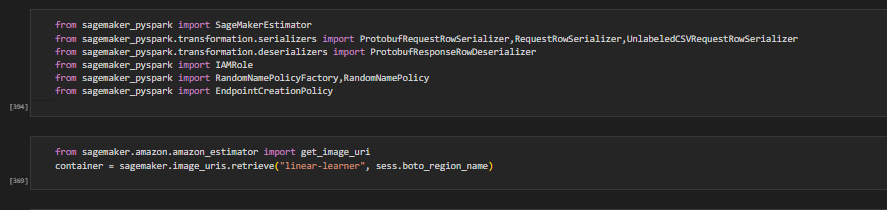 from sagemaker_pyspark import SageMakerEstimator
from sagemaker_pyspark.transformation.serializers import ProtobufRequestRowSerializer,RequestRowSerializer,UnlabeledCSVRequestRowSerializer
from sagemaker_pyspark.transformation.deserializers import ProtobufResponseRowDeserializer
from sagemaker_pyspark import IAMRole
from sagemaker_pyspark import RandomNamePolicyFactory,RandomNamePolicy
from sagemaker_pyspark import EndpointCreationPolicy
[394]
from sagemaker.amazon.amazon_estimator import get_image_uri
container = sagemaker.image_uris.retrieve("linear-learner", sess.boto_region_name)
[369]